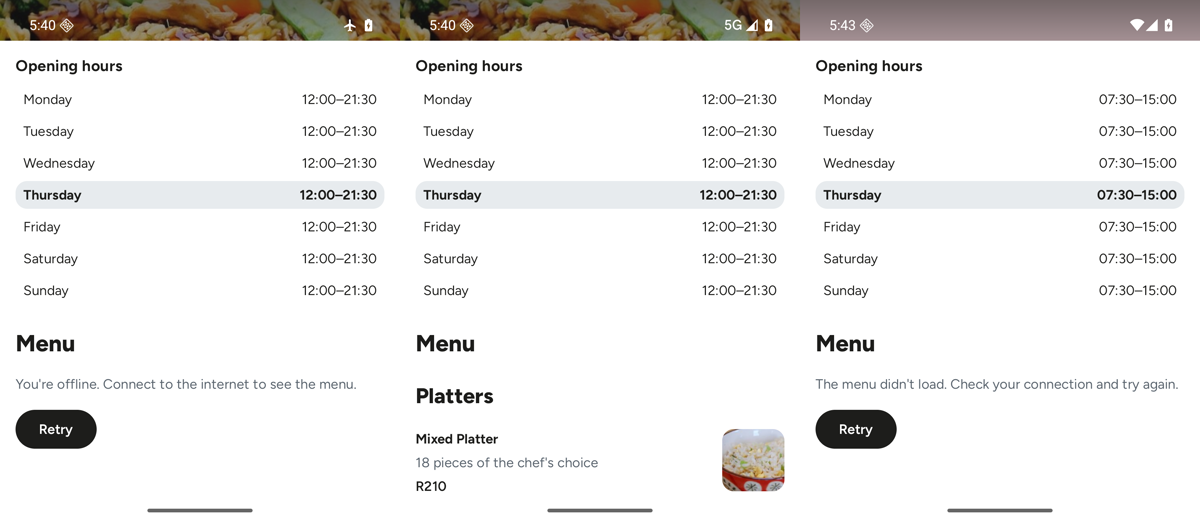 5:40
Opening hours
Monday 12:00–21:30
Tuesday 12:00–21:30
Wednesday 12:00–21:30
Thursday 12:00–21:30
Friday 12:00–21:30
Saturday 12:00–21:30
Sunday 12:00–21:30
Menu
You're offline. Connect to the internet to see the menu.
Retry
5:40 5G
Opening hours
Monday 12:00–21:30
Tuesday 12:00–21:30
Wednesday 12:00–21:30
Thursday 12:00–21:30
Friday 12:00–21:30
Saturday 12:00–21:30
Sunday 12:00–21:30
Menu
Platters
Mixed Platter
18 pieces of the chef's choice
R210
5:43
Opening hours
Monday 07:30–15:00
Tuesday 07:30–15:00
Wednesday 07:30–15:00
Thursday 07:30–15:00
Friday 07:30–15:00
Saturday 07:30–15:00
Sunday 07:30–15:00
Menu
The menu didn't load. Check your connection and try again.
Retry